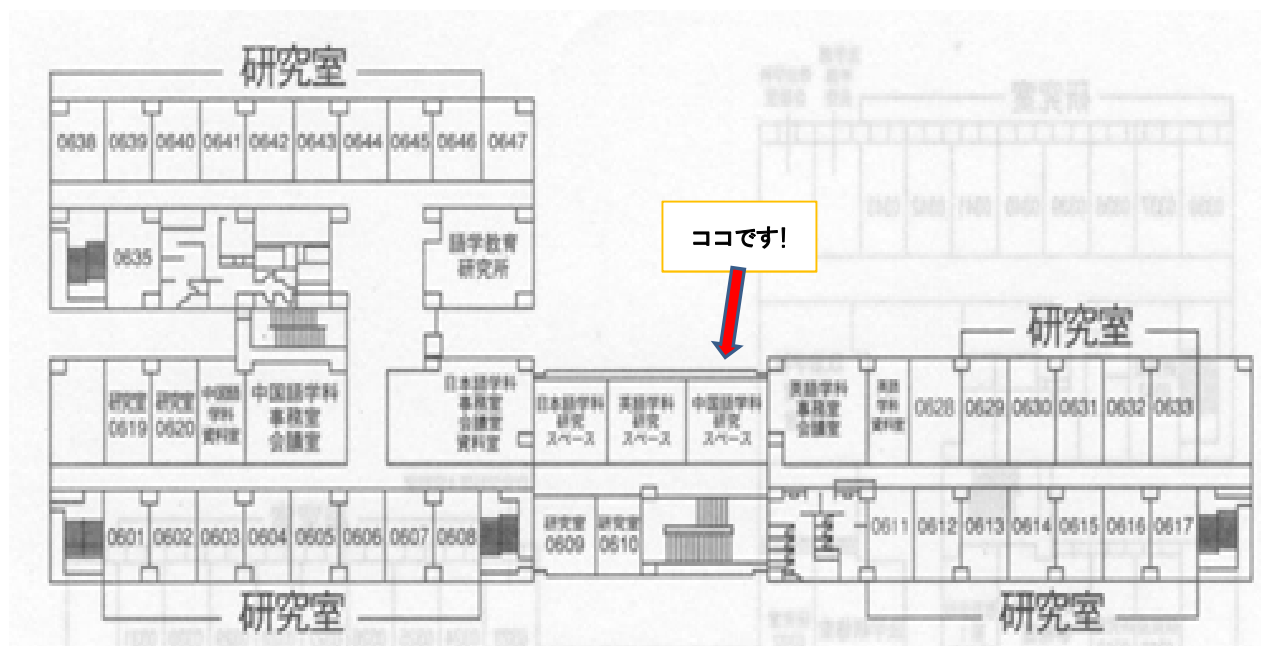 研究室
0638 0639 0640 0641 0642 0643 0644 0645 0646 0647
ココです!
0635
語学教育
研究所
研究室
研究室
0619
研究室
0620
中国語
学科
資料室
中国語学科
事務室
会議室
日本語学科
事務室
会議室
資料室
日本語学科
研究
スペース
英語学科
研究
スペース
中国語学科
研究
スペース
英語学科
事務室
会議室
英語
学科
資料室
0628 0629 0630 0631 0632 0633
0601 0602 0603 0604 0605 0606 0607 0608
研究室
0609
研究室
0610
0611 0612 0613 0614 0615 0616 0617
研究室
研究室